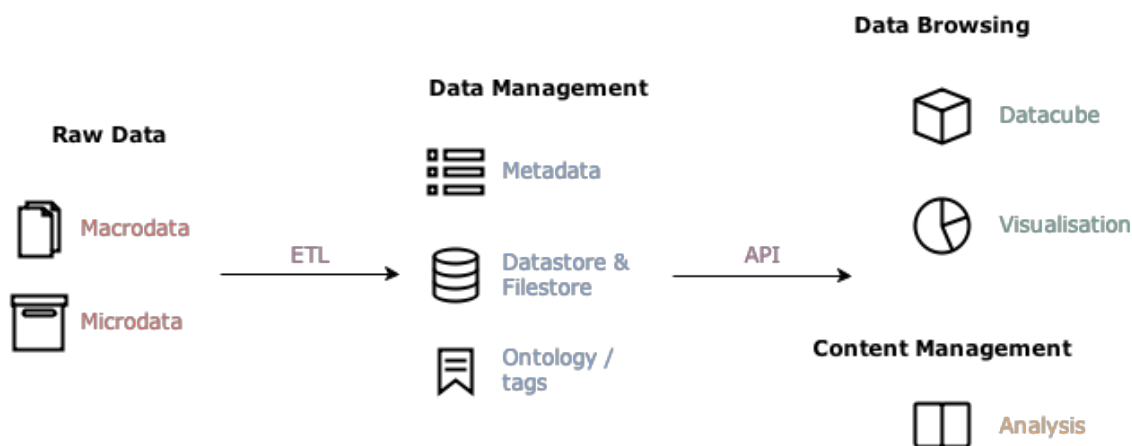 Raw Data
Macrodata
Microdata
ETL
Data Management
Metadata
Datastore &
Filestore
Ontology /
tags
API
Data Browsing
Datacube
Visualisation
Content Management
Analysis